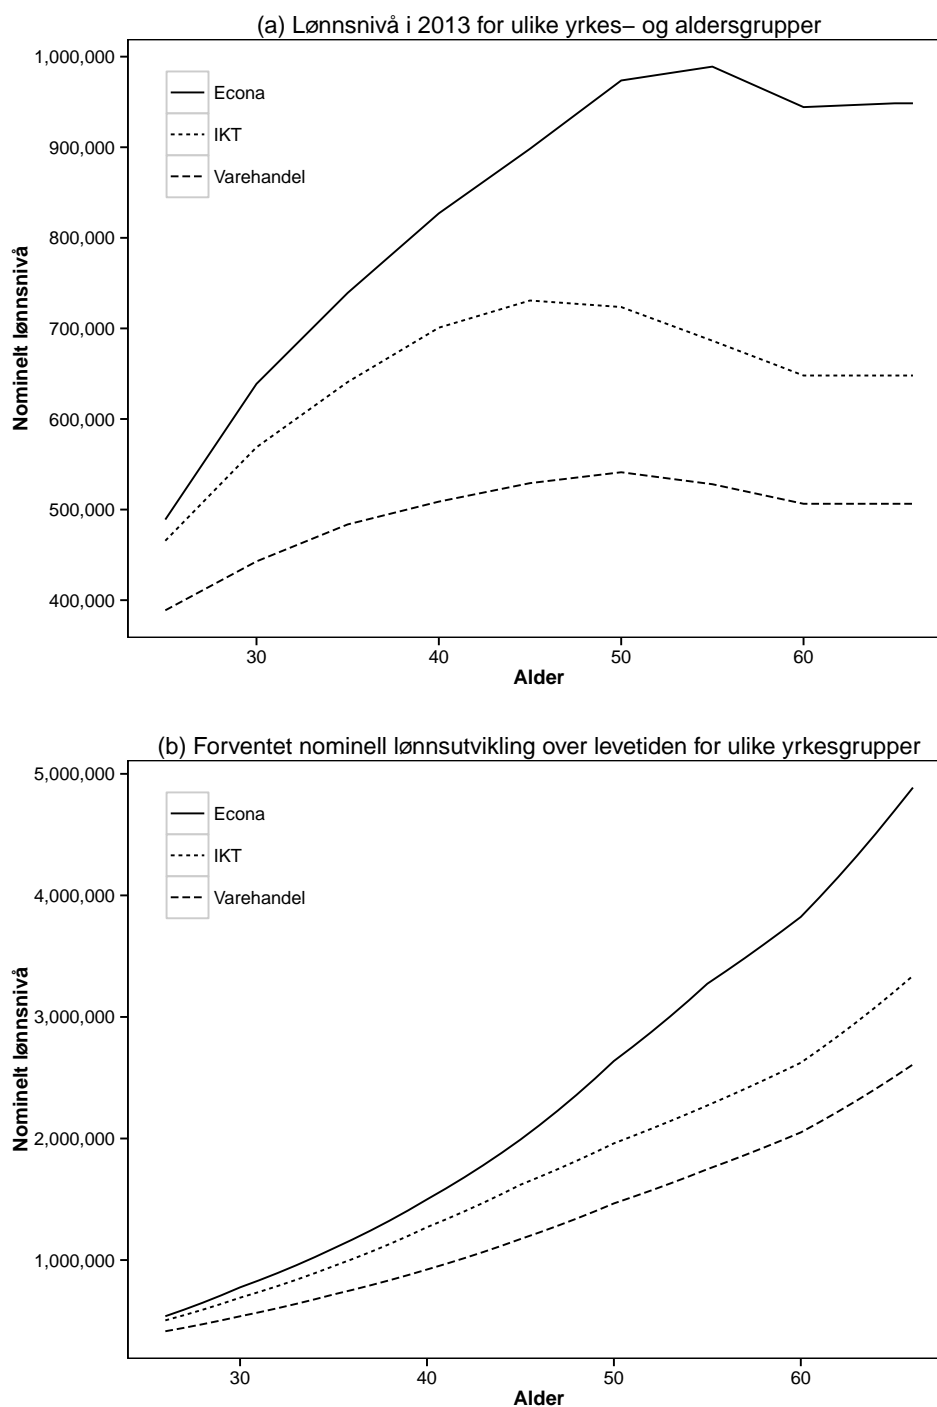 (a) Lønnsnivå i 2013 for ulike yrkes– og aldersgrupper
1,000,000
900,000
800,000
700,000
600,000
500,000
400,000
Nominelt lønnsnivå
Econa
IKT
Varehandel
30 40 50 60
Alder
(b) Forventet nominell lønnsutvikling over levetiden for ulike yrkesgrupper
5,000,000
4,000,000
3,000,000
2,000,000
1,000,000
Nominelt lønnsnivå
Econa
IKT
Varehandel
30 40 50 60
Alder